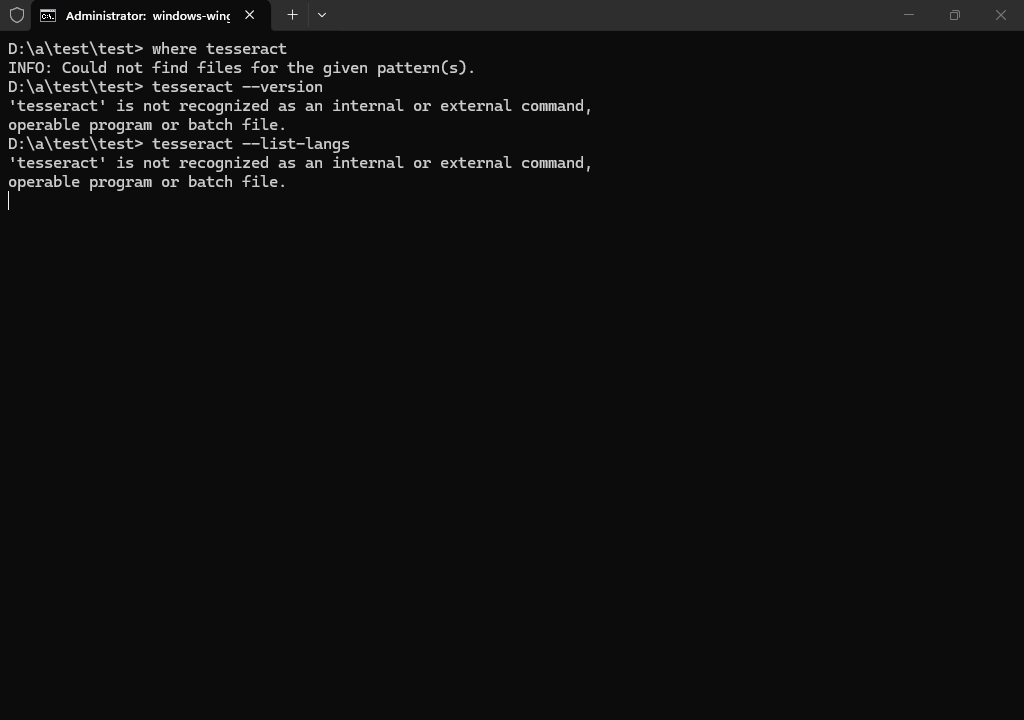 Administrator: windows-wing
D:\a\test\test> where tesseract
INFO: Could not find files for the given pattern(s).
D:\a\test\test> tesseract --version
'tesseract' is not recognized as an internal or external command,
operable program or batch file.
D:\a\test\test> tesseract --list-langs
'tesseract' is not recognized as an internal or external command,
operable program or batch file.